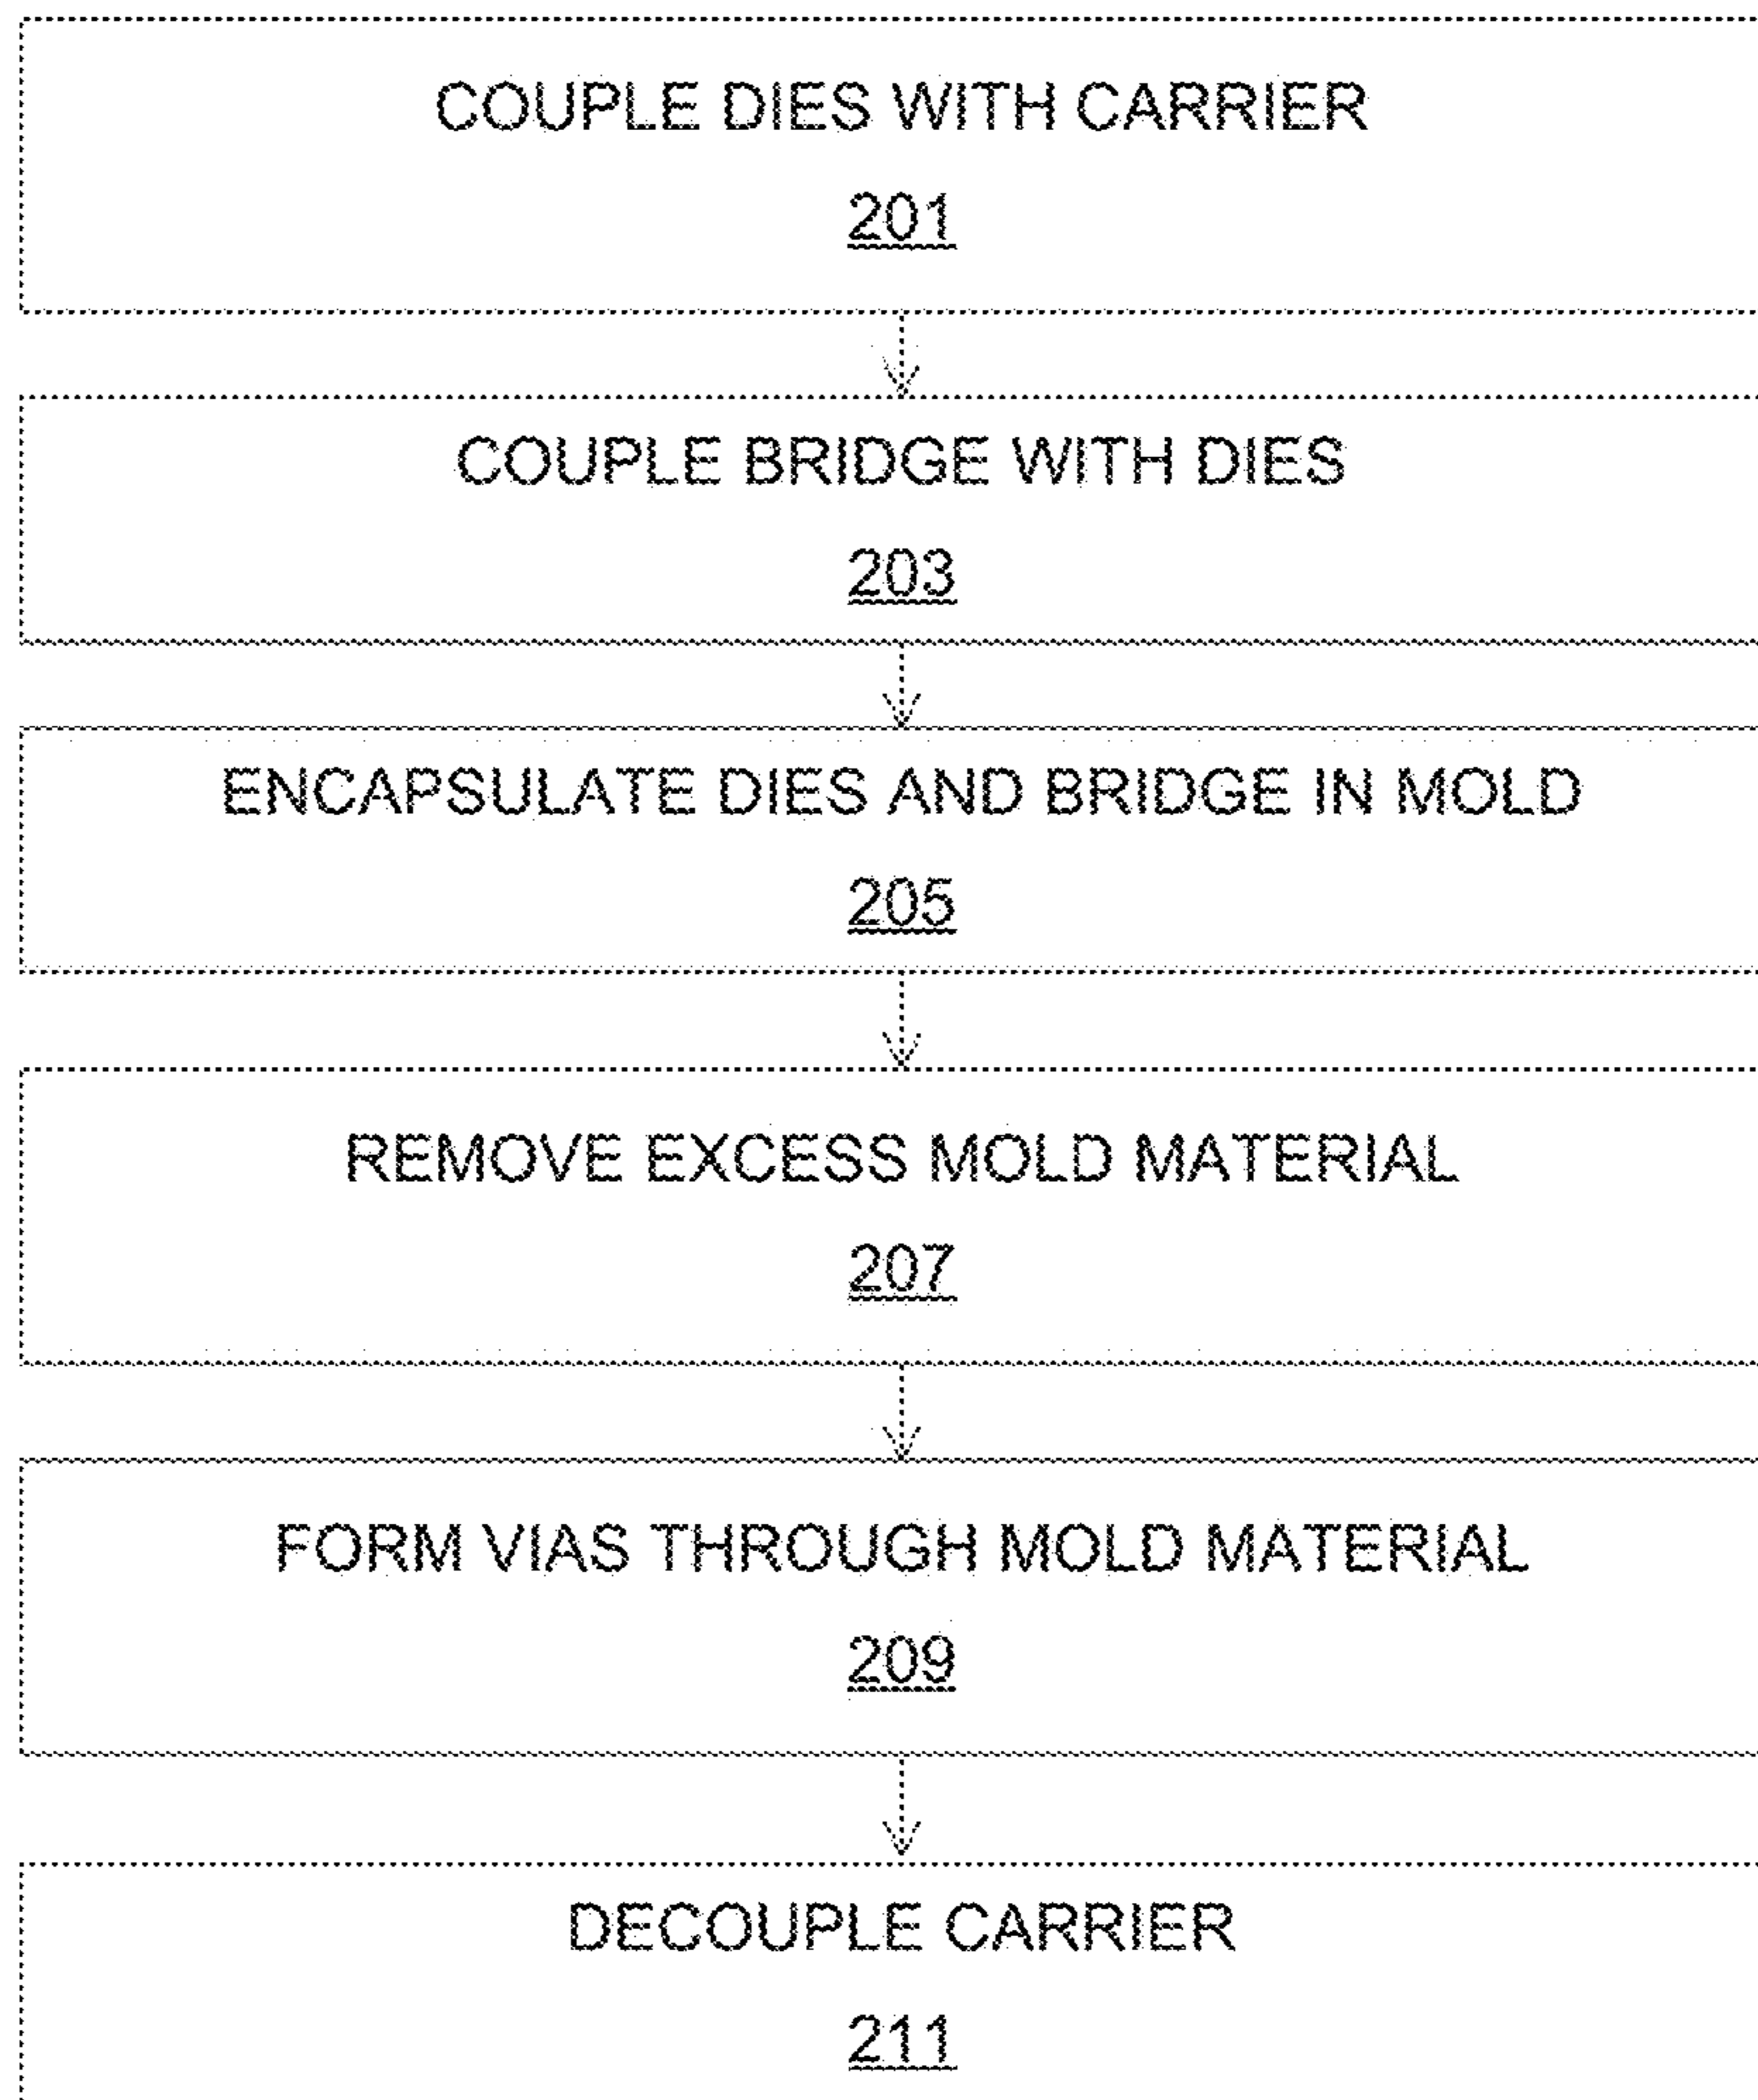 COUPLE DIES WITH CARRIER
201
COUPLE BRIDGE WITH DIES
203
ENCAPSULATE DIES AND BRIDGE IN MOLD
205
REMOVE EXCESS MOLD MATERIAL
207
FORM VIAS THROUGH MOLD MATERIAL
209
DECOUPLE CARRIER
211